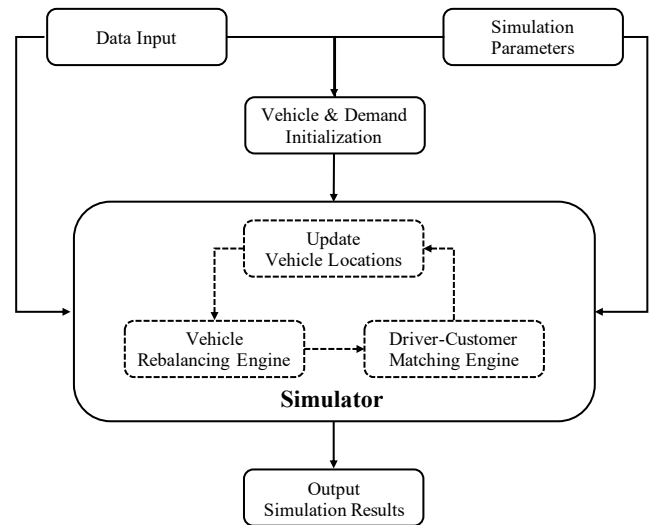 Data Input
Simulation
Parameters
Vehicle & Demand
Initialization
Update
Vehicle Locations
Vehicle
Rebalancing Engine
Driver-Customer
Matching Engine
Simulator
Output
Simulation Results